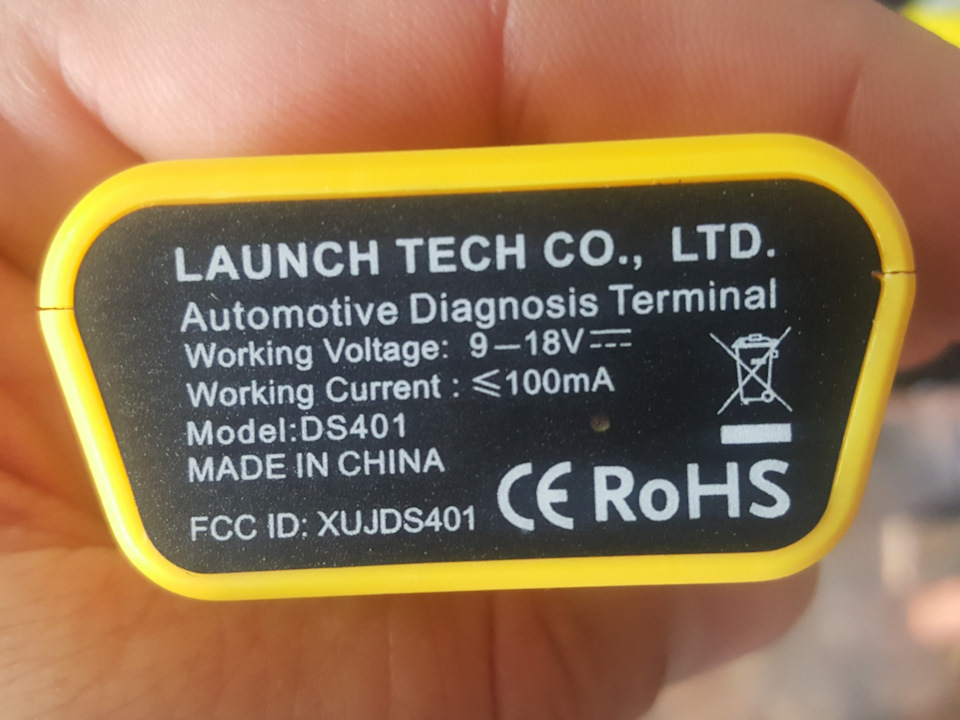 LAUNCH TECH CO., LTD.
Automotive Diagnosis Terminal
Working Voltage: 9—18V⎓
Working Current : ⩽100mA
Model:DS401
MADE IN CHINA
FCC ID: XUJDS401 CE RoHS